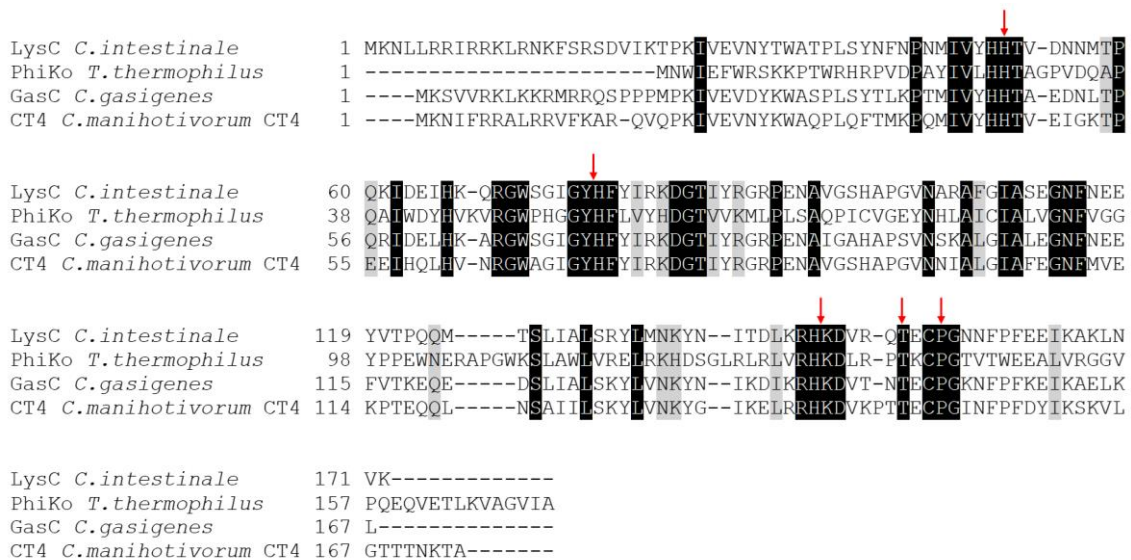 LysC C.intestinale 1 MKNLLRRIRRKLRNKFSRSDVIKTPKIVEVNYTWATPLSYNFNPNMIVYHHTV-DNNMTP
PhiKo T.thermophilus 1 -----------------------MNWIEFWRSKKPTWRHRPVDPAYIVLHHTAGPVDQAP
GasC C.gasigenes 1 ----MKSVVRKLKKRMRRQSPPPMPKIVEVDYKWASPLSYTLKPTMIVYHHTA-EDNLTP
CT4 C.manihotivorum CT4 1 ----MKNIFRRALRRVFKAR-QVQPKIVEVNYKWAQPLQFTMKPQMIVYHHTV-EIGKTP
LysC C.intestinale 60 QKIDEIHK-QRGWSGIGYHFYIRKDGTIYRGRPENAVGSHAPGVNARAFGIASEGNFNEE
PhiKo T.thermophilus 38 QAIWDYHVKVRGWPHGGYHFLVYHDGTVVKMLPLSAQPICVGEYNHLAICIALVGNFVGG
GasC C.gasigenes 56 QRIDELHK-ARGWSGIGYHFYIRKDGTIYRGRPENAIGAHAPSVNSKALGIALEGNFNEE
CT4 C.manihotivorum CT4 55 EEIHQLHV-NRGWAGIGYHFYIRKDGTIYRGRPENAVGSHAPGVNNIALGIAFEGNFMVE
LysC C.intestinale 119 YVTPQQM-----TSLIALSRYLMNKYN--ITDLKRHKDVR-QTECPGNNFPFEEIKAKLN
PhiKo T.thermophilus 98 YPPEWNERAPGWKSLAWLVRELRKHDSGLRLRLVRHKDLR-PTKCPGTVTWEEALVRGGV
GasC C.gasigenes 115 FVTKEQE-----DSLIALSKYLVNKYN--IKDIKRHKDVT-NTECPGKNFPFKEIKAELK
CT4 C.manihotivorum CT4 114 KPTEQQL-----NSAIILSKYLVNKYG--IKELRRHKDVKPTTECPGINFPFDYIKSKVL
LysC C.intestinale 171 VK-------------
PhiKo T.thermophilus 157 PQEQVETLKVAGVIA
GasC C.gasigenes 167 L--------------
CT4 C.manihotivorum CT4 167 GTTTNKTA-------